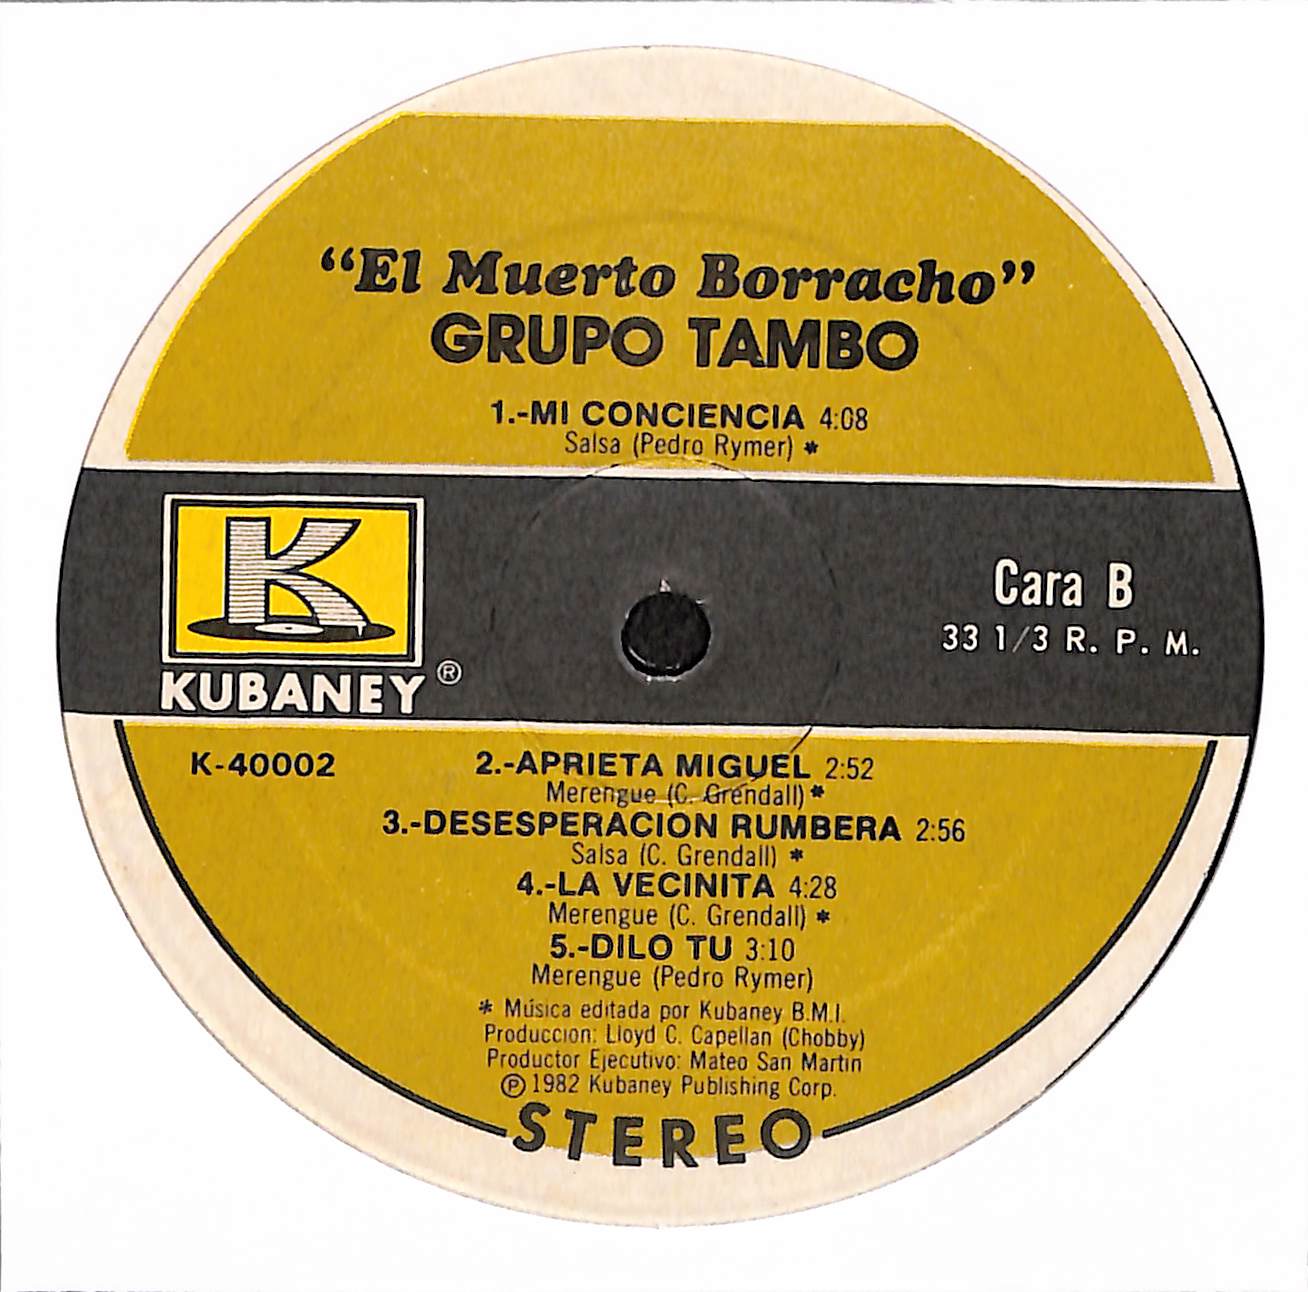 “El Muerto Borracho”
GRUPO TAMBO
1.-MI CONCIENCIA 4:08
Salsa (Pedro Rymer) *
K
KUBANEY ®
Cara B
33 1/3 R. P. M.
K-40002
2.-APRIETA MIGUEL 2:52
Merengue (C. Grendall) *
3.-DESESPERACION RUMBERA 2:56
Salsa (C. Grendall) *
4.-LA VECINITA 4:28
Merengue (C. Grendall) *
5.-DILO TU 3:10
Merengue (Pedro Rymer)
* Música editada por Kubaney B.M.I.
Produccion: Lloyd C. Capellan (Chobby)
Productor Ejecutivo: Mateo San Martin
℗ 1982 Kubaney Publishing Corp.
STEREO